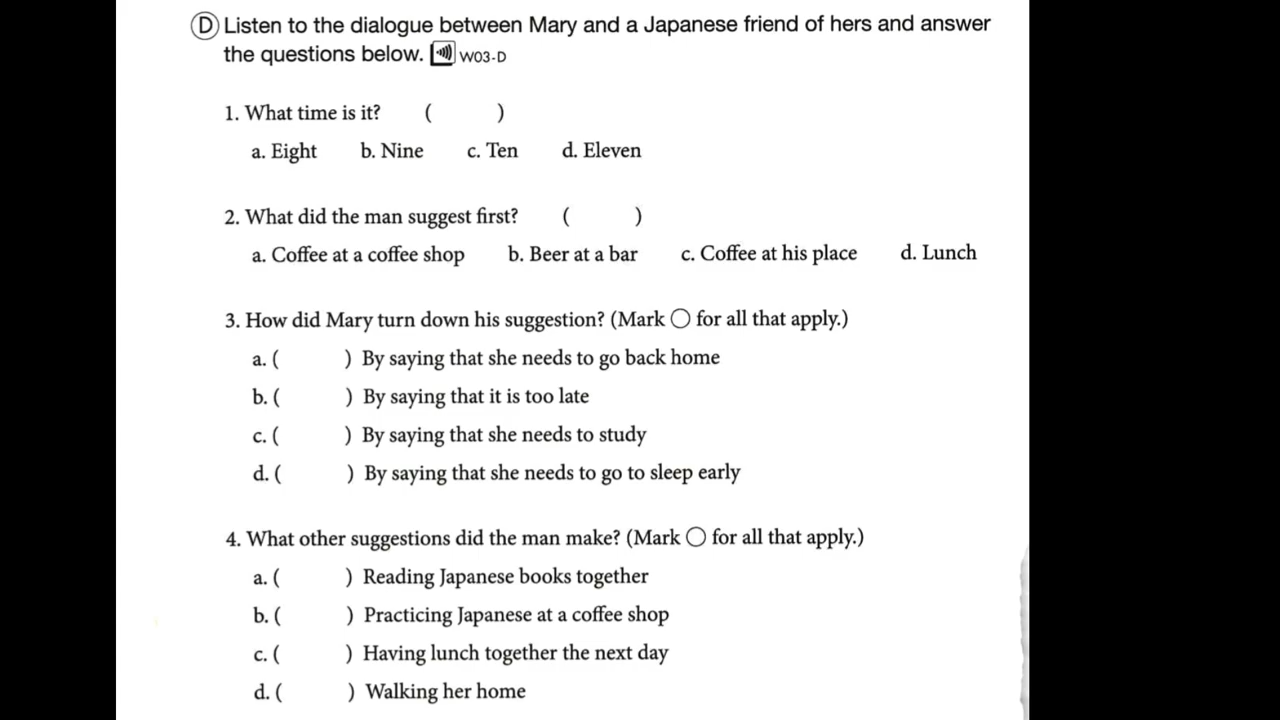 Ⓓ Listen to the dialogue between Mary and a Japanese friend of hers and answer
the questions below. W03-D
1. What time is it? ( )
a. Eight b. Nine c. Ten d. Eleven
2. What did the man suggest first? ( )
a. Coffee at a coffee shop b. Beer at a bar c. Coffee at his place d. Lunch
3. How did Mary turn down his suggestion? (Mark ○ for all that apply.)
a. ( ) By saying that she needs to go back home
b. ( ) By saying that it is too late
c. ( ) By saying that she needs to study
d. ( ) By saying that she needs to go to sleep early
4. What other suggestions did the man make? (Mark ○ for all that apply.)
a. ( ) Reading Japanese books together
b. ( ) Practicing Japanese at a coffee shop
c. ( ) Having lunch together the next day
d. ( ) Walking her home